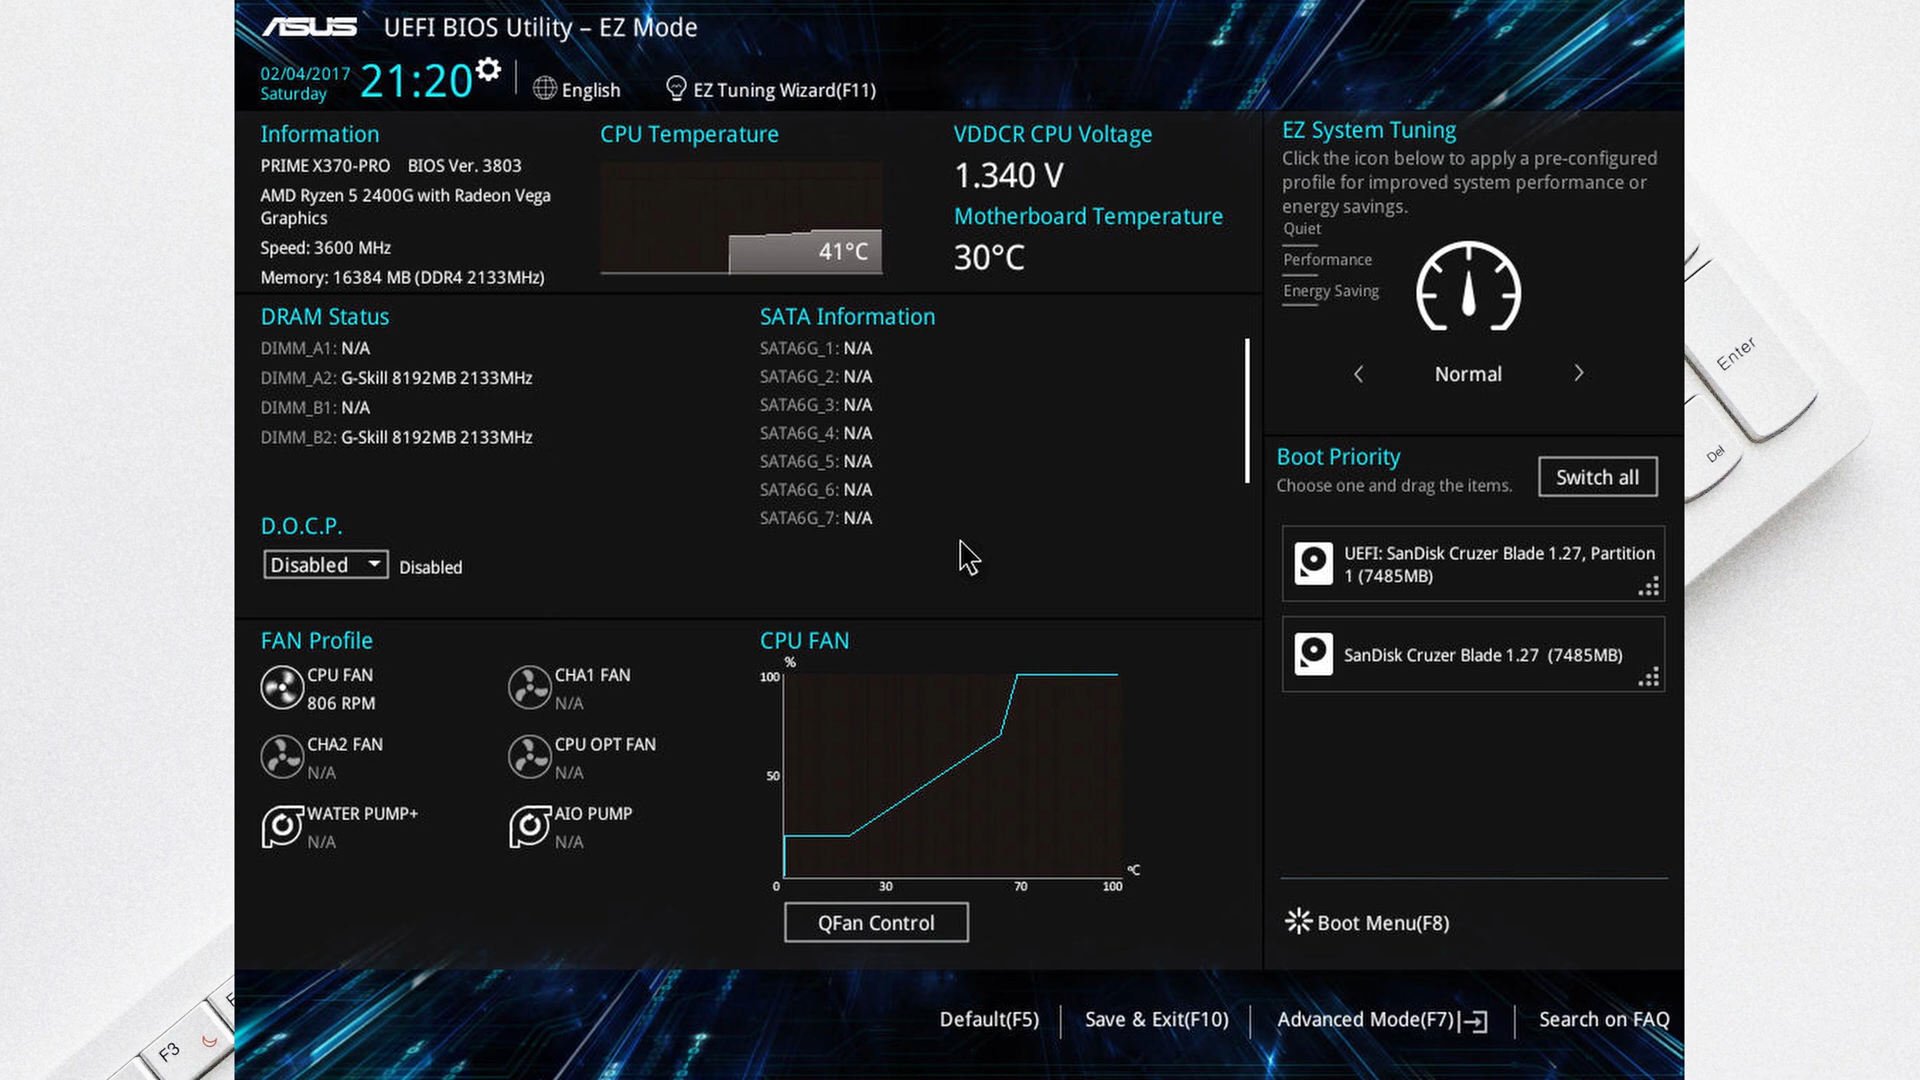 ASUS UEFI BIOS Utility – EZ Mode
02/04/2017
Saturday
21:20
English
EZ Tuning Wizard(F11)
Information
PRIME X370-PRO BIOS Ver. 3803
AMD Ryzen 5 2400G with Radeon Vega
Graphics
Speed: 3600 MHz
Memory: 16384 MB (DDR4 2133MHz)
CPU Temperature
41°C
VDDCR CPU Voltage
1.340 V
Motherboard Temperature
30°C
EZ System Tuning
Click the icon below to apply a pre-configured
profile for improved system performance or
energy savings.
Quiet
Performance
Energy Saving
Normal
DRAM Status
DIMM_A1: N/A
DIMM_A2: G-Skill 8192MB 2133MHz
DIMM_B1: N/A
DIMM_B2: G-Skill 8192MB 2133MHz
SATA Information
SATA6G_1: N/A
SATA6G_2: N/A
SATA6G_3: N/A
SATA6G_4: N/A
SATA6G_5: N/A
SATA6G_6: N/A
SATA6G_7: N/A
D.O.C.P.
Disabled Disabled
Boot Priority
Choose one and drag the items.
Switch all
UEFI: SanDisk Cruzer Blade 1.27, Partition
1 (7485MB)
SanDisk Cruzer Blade 1.27 (7485MB)
Boot Menu(F8)
FAN Profile
CPU FAN
806 RPM
CHA1 FAN
N/A
CHA2 FAN
N/A
CPU OPT FAN
N/A
WATER PUMP+
N/A
AIO PUMP
N/A
CPU FAN
%
100
50
°C
0 30 70 100
QFan Control
Default(F5)
Save & Exit(F10)
Advanced Mode(F7)
Search on FAQ
Enter
Del
F3